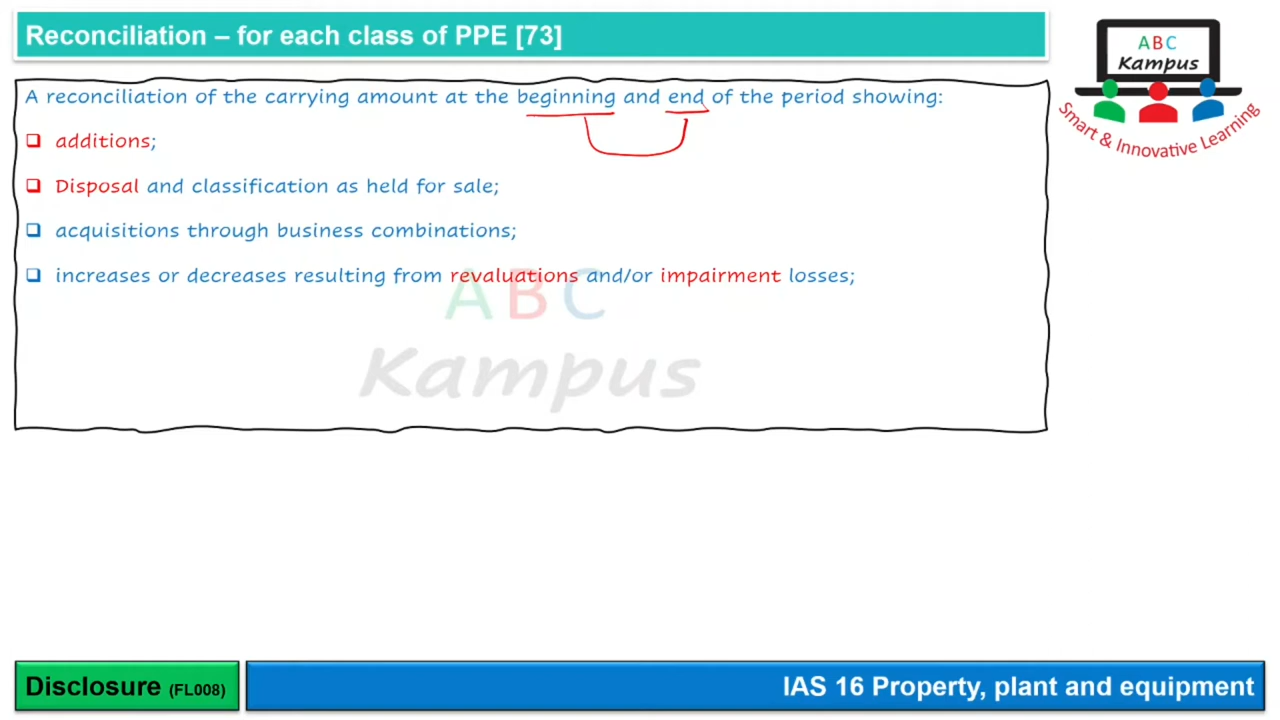 Reconciliation – for each class of PPE [73]
A B C
Kampus
Smart & Innovative Learning
A reconciliation of the carrying amount at the beginning and end of the period showing:
❑ additions;
❑ Disposal and classification as held for sale;
❑ acquisitions through business combinations;
❑ increases or decreases resulting from revaluations and/or impairment losses;
A B C
Kampus
Disclosure (FL008)
IAS 16 Property, plant and equipment